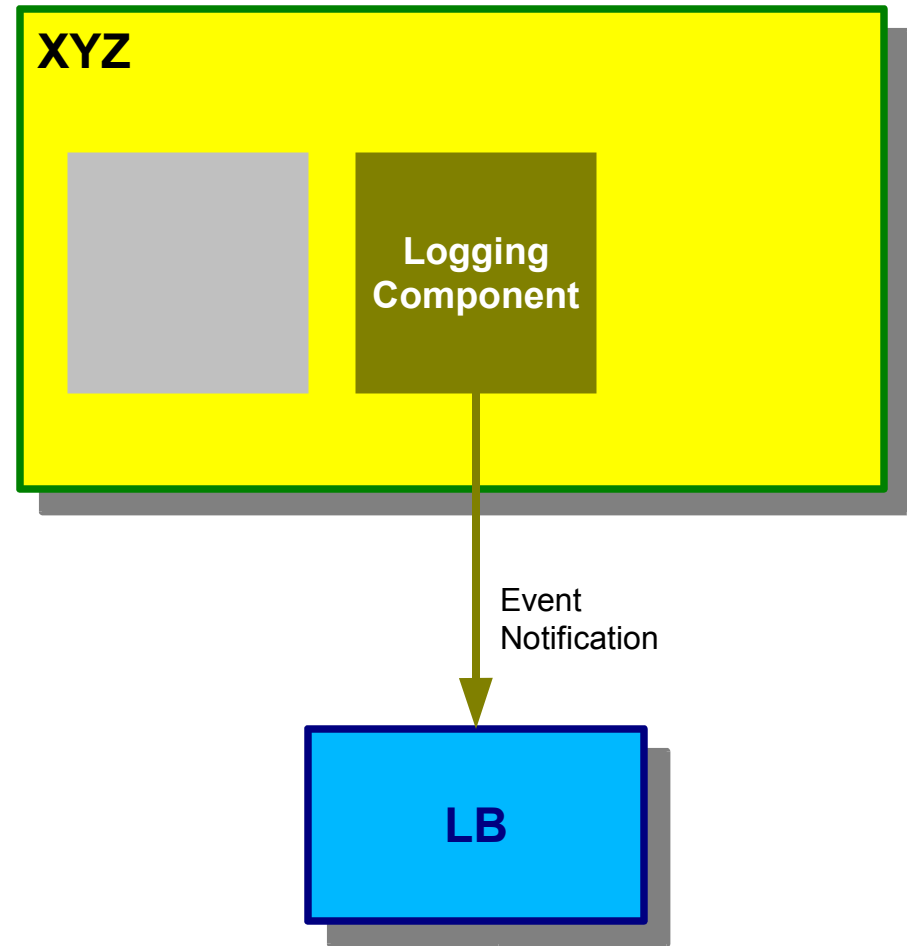 XYZ
Logging
Component
Event
Notification
LB